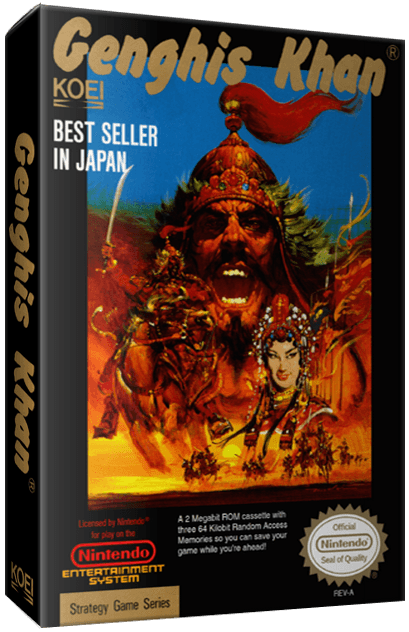 Genghis Khan®
KOEI
BEST SELLER
IN JAPAN
Genghis Khan®
KOEI
Licensed by Nintendo®
for play on the
Nintendo®
ENTERTAINMENT
SYSTEM
A 2 Megabit ROM cassette with
three 64 Kilobit Random Access
Memories so you can save your
game while you're ahead!
Official
Nintendo®
Seal of Quality
REV-A
Strategy Game Series